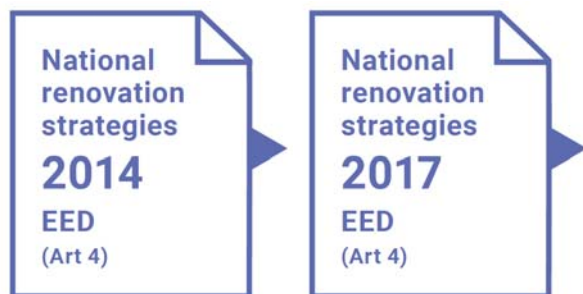 National
renovation
strategies
2014
EED
(Art 4)
National
renovation
strategies
2017
EED
(Art 4)